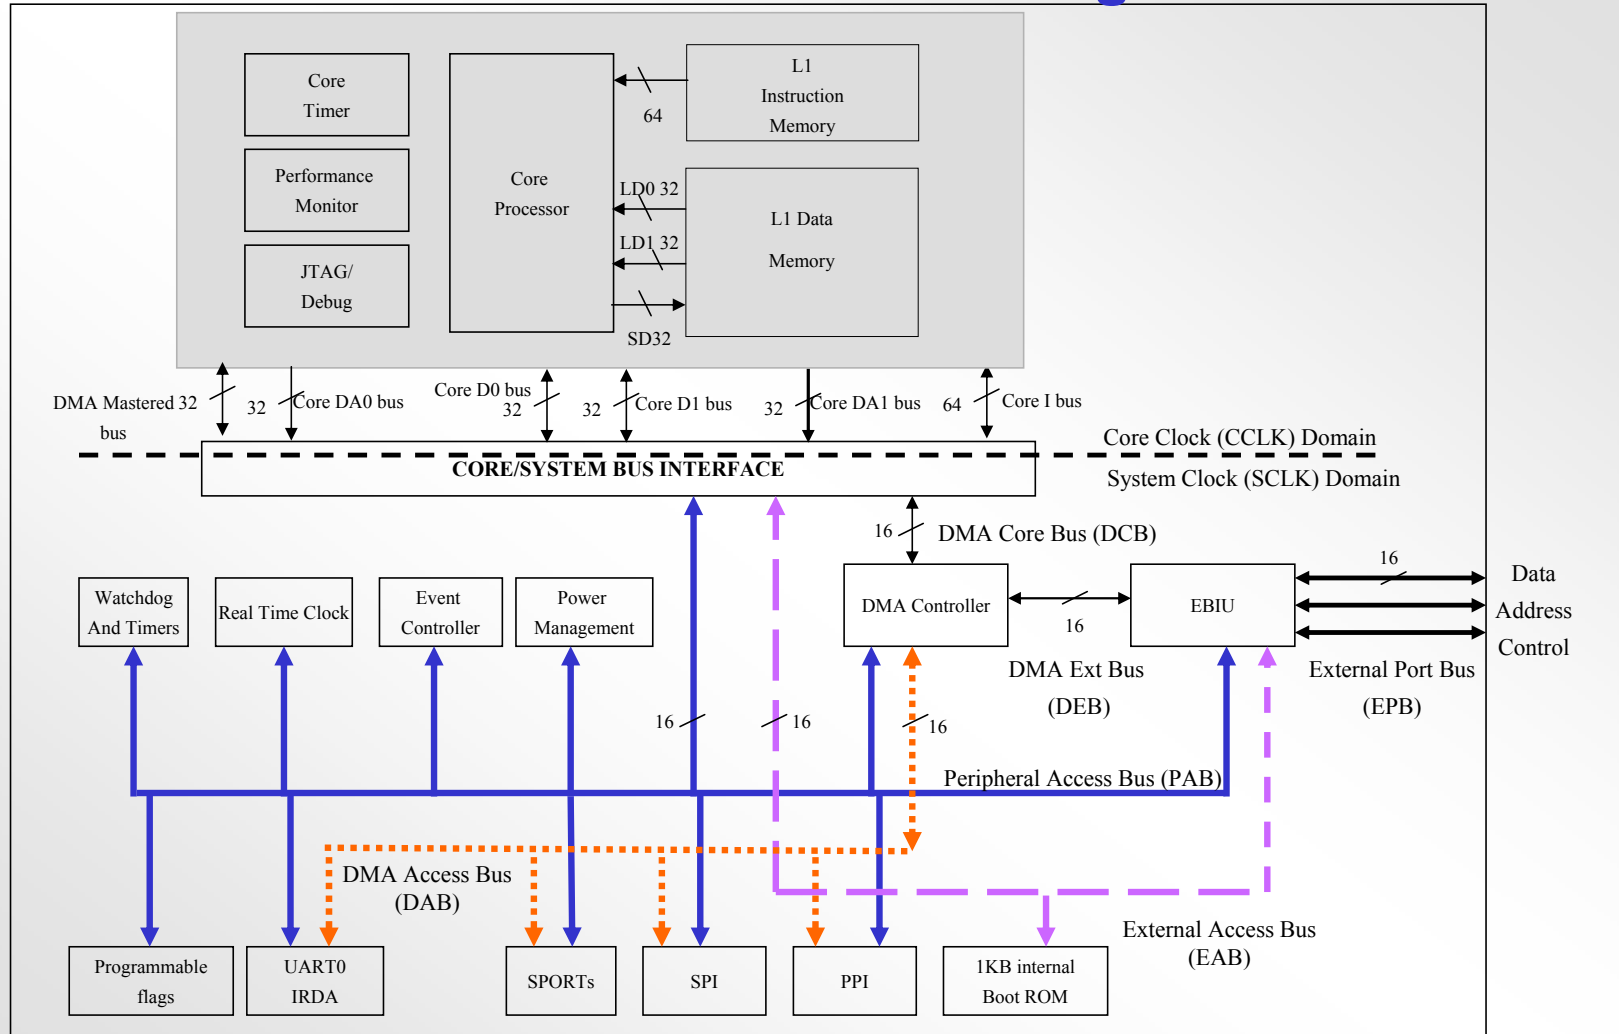 Core
Timer
Performance
Monitor
JTAG/
Debug
Core
Processor
64
L1
Instruction
Memory
LD0 32
LD1 32
SD32
L1 Data
Memory
DMA Mastered 32
bus
32
Core DA0 bus
Core D0 bus
32
32
Core D1 bus
32
Core DA1 bus
64
Core I bus
Core Clock (CCLK) Domain
CORE/SYSTEM BUS INTERFACE
System Clock (SCLK) Domain
16
DMA Core Bus (DCB)
Watchdog
And Timers
Real Time Clock
Event
Controller
Power
Management
DMA Controller
16
EBIU
16
Data
Address
Control
DMA Ext Bus
(DEB)
External Port Bus
(EPB)
16
16
16
Peripheral Access Bus (PAB)
DMA Access Bus
(DAB)
External Access Bus
(EAB)
Programmable
flags
UART0
IRDA
SPORTs
SPI
PPI
1KB internal
Boot ROM